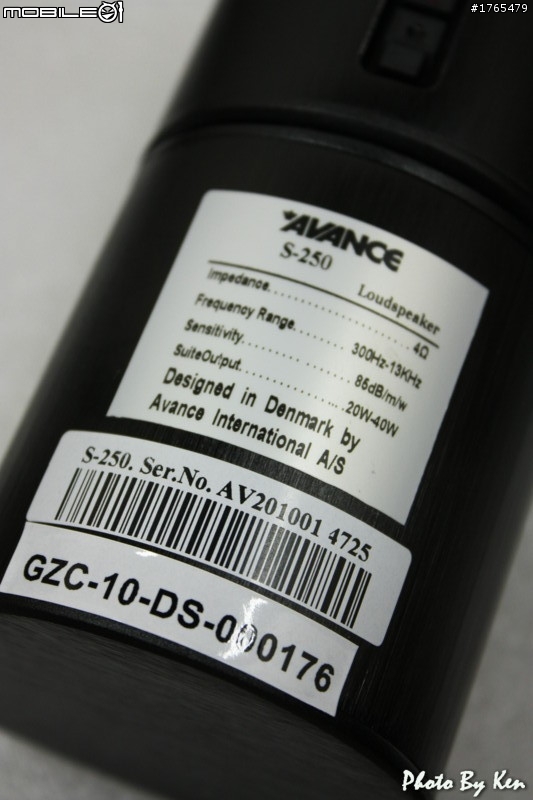 MOBILE01
#1765479
AVANCE
S-250 Loudspeaker
Impedance..................4Ω
Frequency Range........300Hz-13KHz
Sensitivity...................85dB/m/w
SuiteOutput..................20W-40W
Designed in Denmark by
Avance International A/S
S-250. Ser.No. AV201001 4725
GZC-10-DS-000176
Photo By Ken